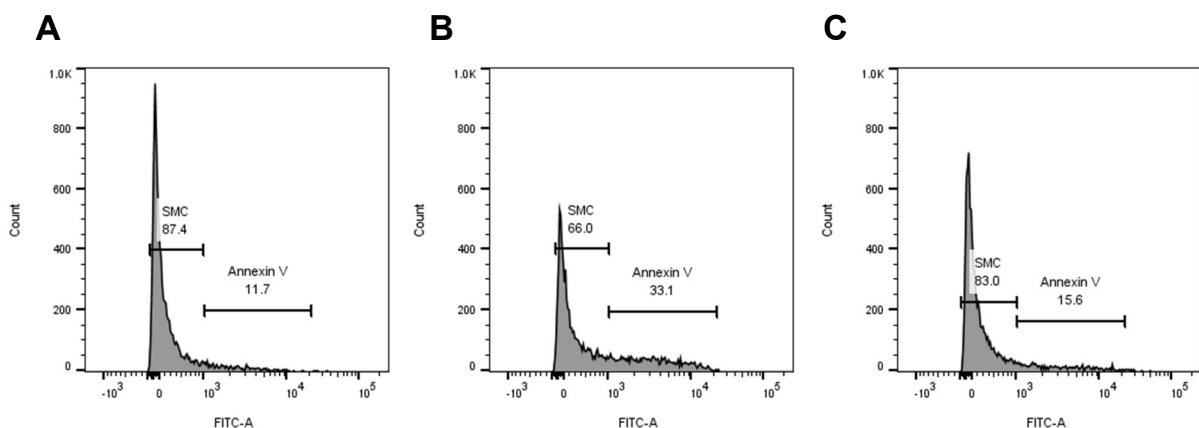 A
B
C
1.0K
800
600
400
200
0
Count
SMC
87.4
Annexin V
11.7
-10³ 0 10³ 10⁴ 10⁵
FITC-A
1.0K
800
600
400
200
0
Count
SMC
66.0
Annexin V
33.1
-10³ 0 10³ 10⁴ 10⁵
FITC-A
1.0K
800
600
400
200
0
Count
SMC
83.0
Annexin V
15.6
-10³ 0 10³ 10⁴ 10⁵
FITC-A